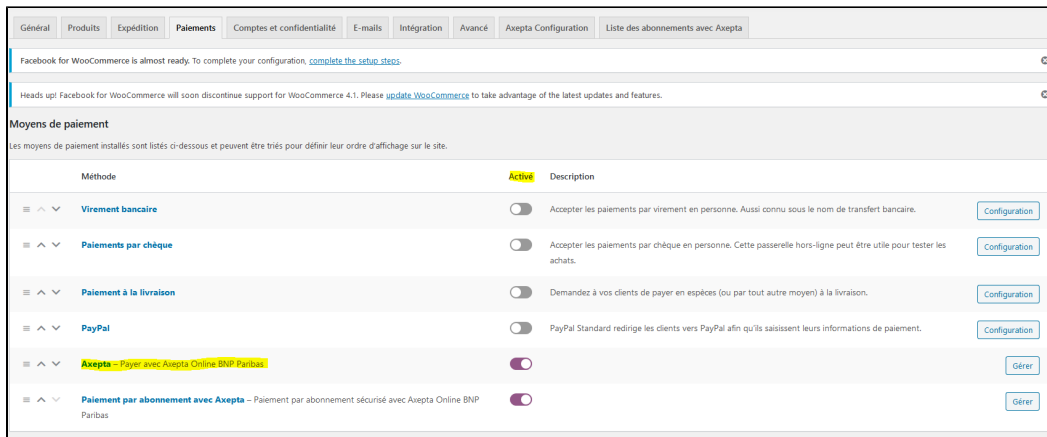 Général Produits Expédition Paiements Comptes et confidentialité E-mails Intégration Avancé Axepta Configuration Liste des abonnements avec Axepta
Facebook for WooCommerce is almost ready. To complete your configuration, complete the setup steps.
Heads up! Facebook for WooCommerce will soon discontinue support for WooCommerce 4.1. Please update WooCommerce to take advantage of the latest updates and features.
Moyens de paiement
Les moyens de paiement installés sont listés ci-dessous et peuvent être triés pour définir leur ordre d'affichage sur le site.
Méthode Activé Description
Virement bancaire Accepter les paiements par virement en personne. Aussi connu sous le nom de transfert bancaire. Configuration
Paiements par chèque Accepter les paiements par chèque en personne. Cette passerelle hors-ligne peut être utile pour tester les Configuration
achats.
Paiement à la livraison Demandez à vos clients de payer en espèces (ou par tout autre moyen) à la livraison. Configuration
PayPal PayPal Standard redirige les clients vers PayPal afin qu'ils saisissent leurs informations de paiement. Configuration
Axepta – Payer avec Axepta Online BNP Paribas Gérer
Paiement par abonnement avec Axepta – Paiement par abonnement sécurisé avec Axepta Online BNP Gérer
Paribas